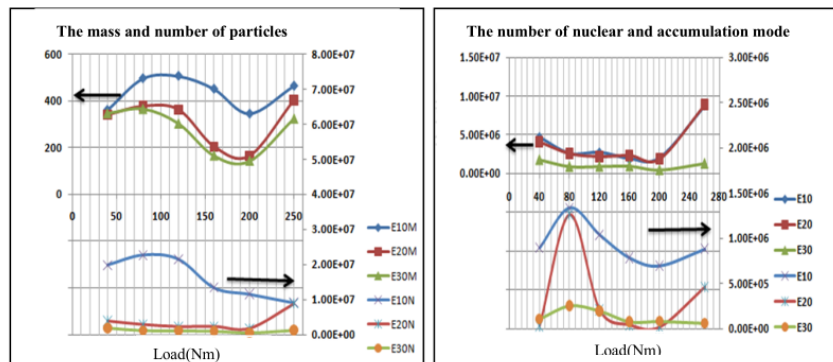 The mass and number of particles
600
400
200
0
8.00E+07
7.00E+07
6.00E+07
5.00E+07
4.00E+07
3.00E+07
2.00E+07
1.00E+07
0.00E+00
0 50 100 150 200 250
E10M
E20M
E30M
E10N
E20N
E30N
Load(Nm)
The number of nuclear and accumulation mode
1.50E+07
1.00E+07
5.00E+06
0.00E+00
3.00E+06
2.50E+06
2.00E+06
1.50E+06
1.00E+06
5.00E+05
0.00E+00
0 40 80 120 160 200 260
E10
E20
E30
E10
E20
E30
Load(Nm)